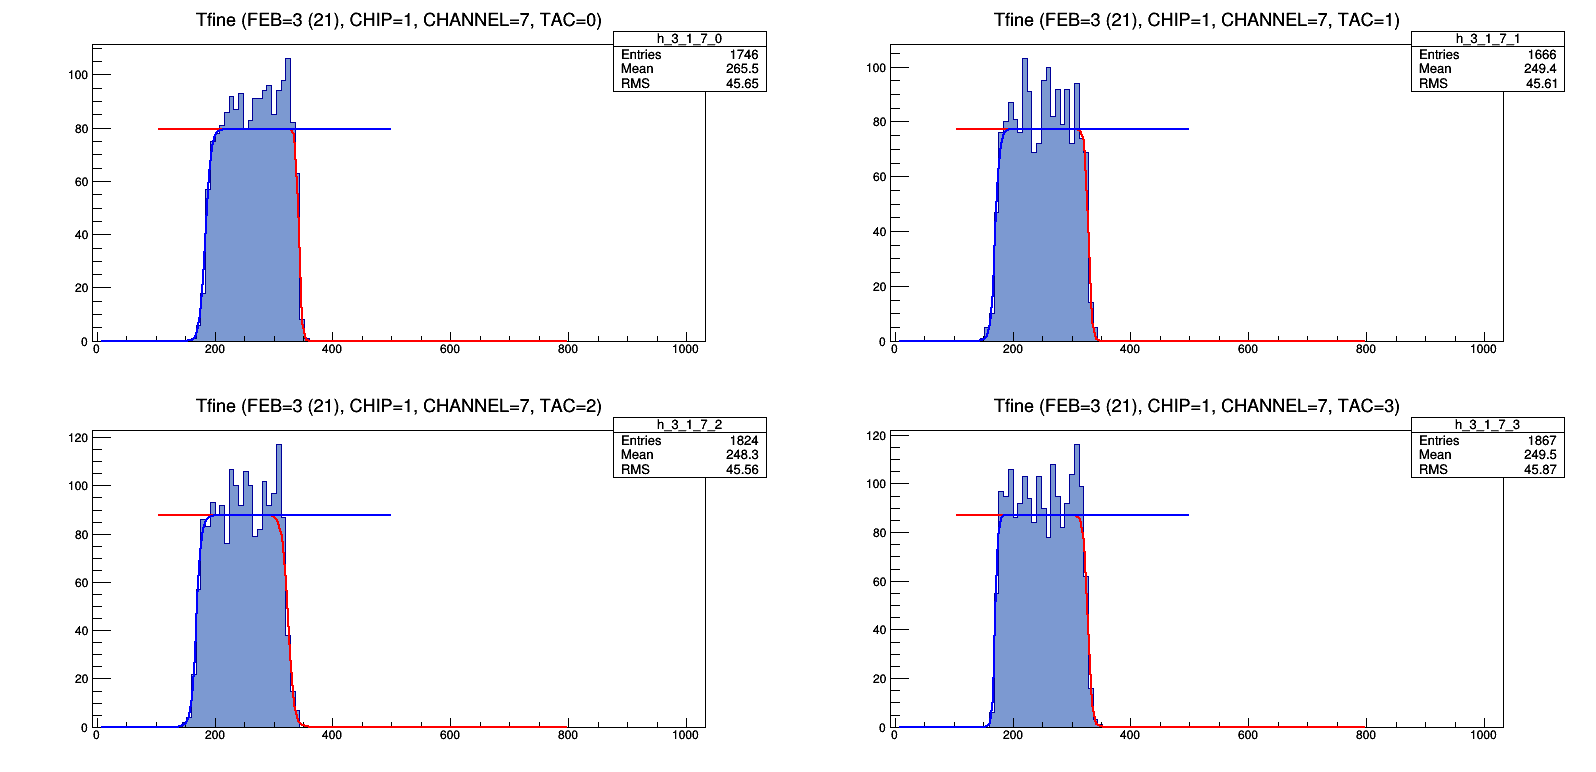 Tfine (FEB=3 (21), CHIP=1, CHANNEL=7, TAC=0)
h_3_1_7_0
Entries 1746
Mean 265.5
RMS 45.65
100
80
60
40
20
0
0 200 400 600 800 1000
Tfine (FEB=3 (21), CHIP=1, CHANNEL=7, TAC=1)
h_3_1_7_1
Entries 1666
Mean 249.4
RMS 45.61
100
80
60
40
20
0
0 200 400 600 800 1000
Tfine (FEB=3 (21), CHIP=1, CHANNEL=7, TAC=2)
h_3_1_7_2
Entries 1824
Mean 248.3
RMS 45.56
120
100
80
60
40
20
0
0 200 400 600 800 1000
Tfine (FEB=3 (21), CHIP=1, CHANNEL=7, TAC=3)
h_3_1_7_3
Entries 1867
Mean 249.5
RMS 45.87
120
100
80
60
40
20
0
0 200 400 600 800 1000